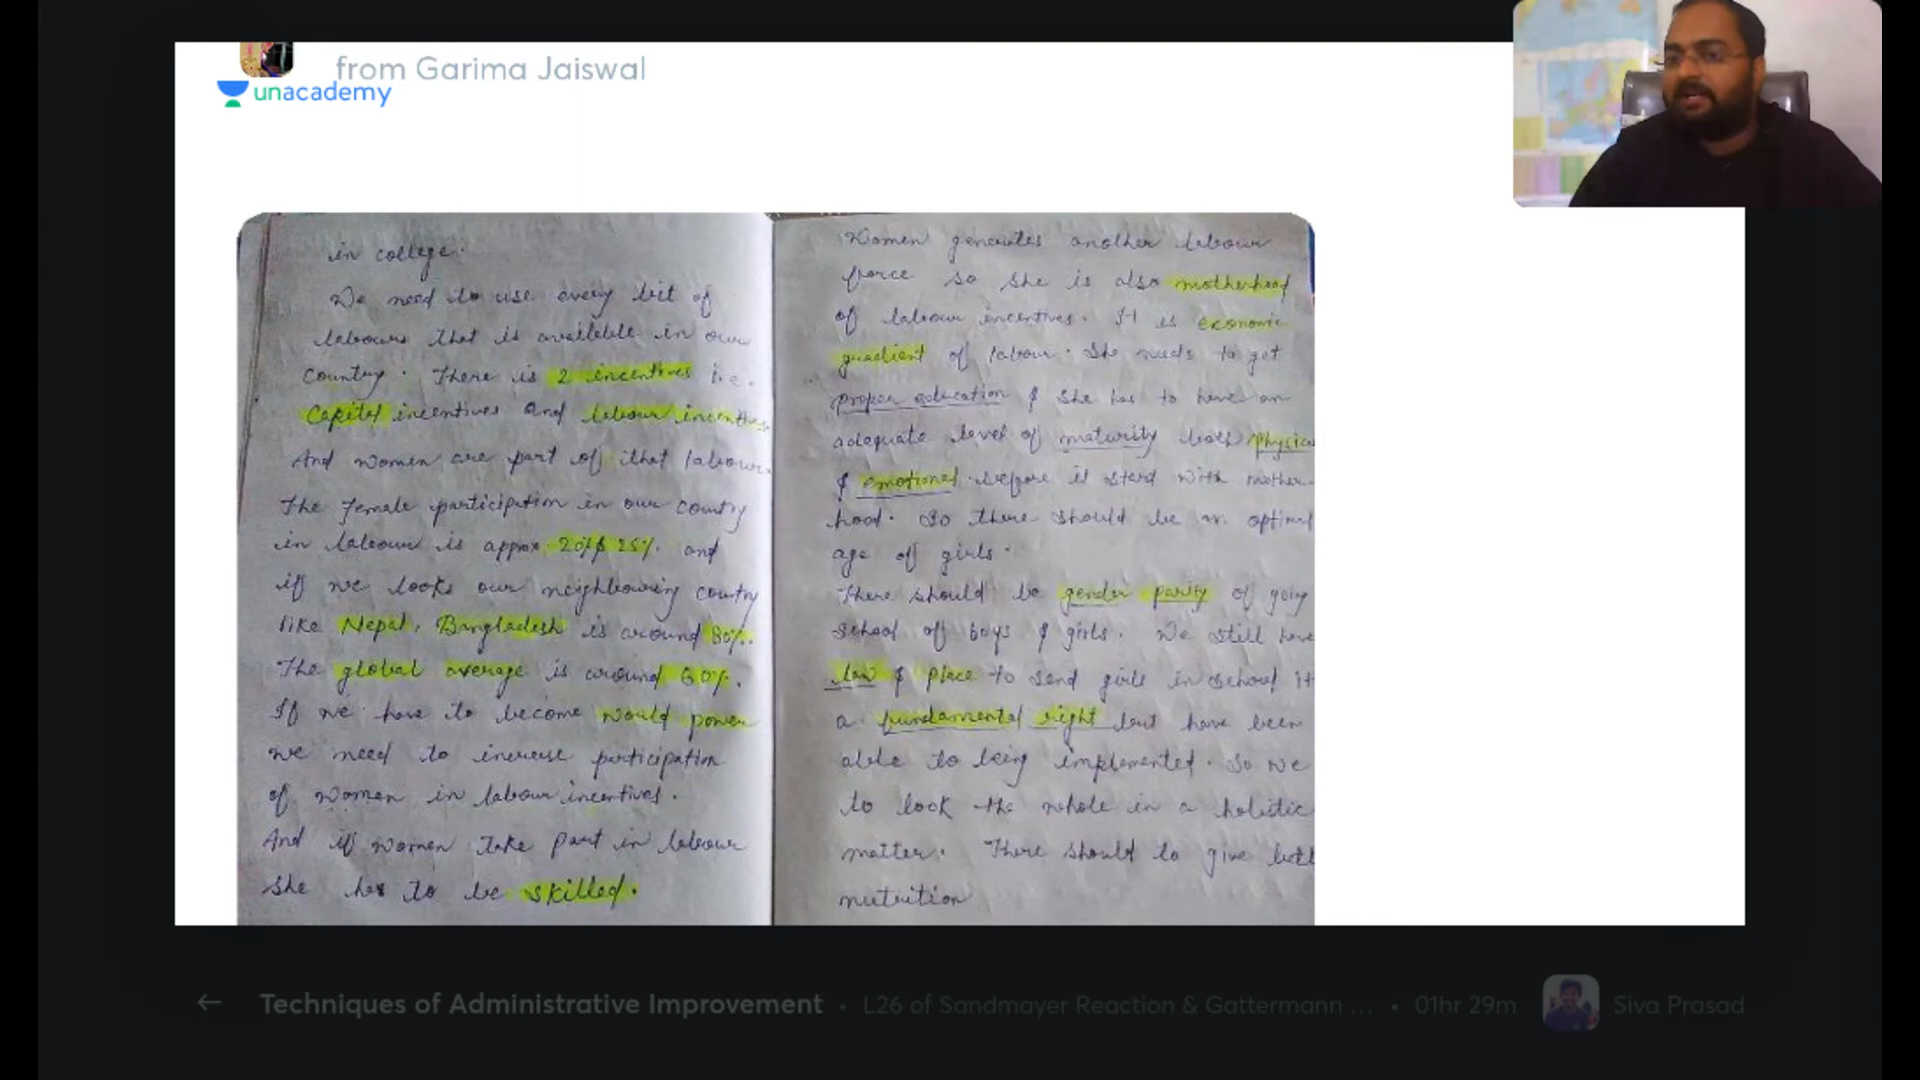 from Garima Jaiswal
unacademy
in college.
We need to use every bit of
labours that is available in our
country. There is 2 incentives i.e.
Capital incentives and labour incentives.
And women are part of that labour.
The Female participation in our country
in labour is approx 20% $ 25%. and
if we looks our neighbouring country
like Nepal, Bangladesh is around 80%.
The global average is around 60%.
If we have to become would power
we need to increase participation
of women in labour incentives.
And if women take part in labour
She has to be skilled.
Women generates another labour
force so she is also motherhead
of labour incentives. It is economic
of labour. She needs to get
proper education & she has to have an
adequate level of maturity both physica
& emotional before it start with mother-
hood. So there should be an optimal
age of girls.
There should be gender parity of going
school of boys & girls. We still have
law & place to send girls in school it
a fundamental right but have been
able to being implemented. So we
to look the whole in a holistic
matter. There should to give
nutrition
Techniques of Administrative Improvement • L26 of Sandmayer Reaction & Gattermann ... • 01hr 29m Siva Prasad